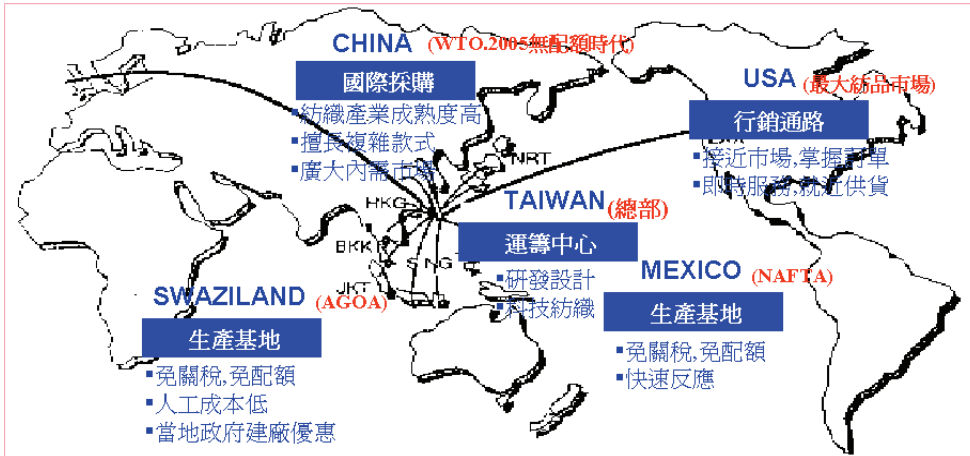 CHINA (WTO.2005無配額時代)
國際採購
▪紡織產業成熟度高
▪擅長複雜款式
▪廣大內需市場
USA (最大紡品市場)
行銷通路
▪接近市場,掌握訂單
▪即時服務,就近供貨
NRT
HKG
BKK
SING
JKT
TAIWAN(總部)
運籌中心
▪研發設計
▪科技紡織
SWAZILAND (AGOA)
生產基地
▪免關稅,免配額
▪人工成本低
▪當地政府建廠優惠
MEXICO (NAFTA)
生產基地
▪免關稅,免配額
▪快速反應